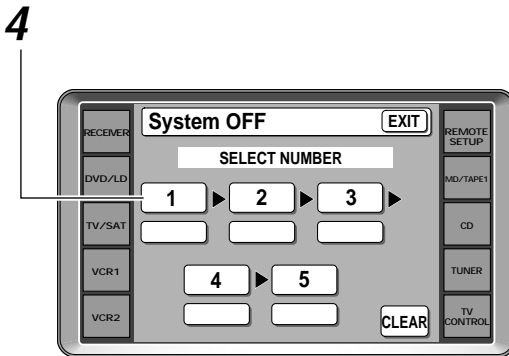 4
System OFF EXIT
SELECT NUMBER
1 2 3
4 5
CLEAR
RECEIVER
DVD/LD
TV/SAT
VCR1
VCR2
REMOTE
SETUP
MD/TAPE1
CD
TUNER
TV
CONTROL